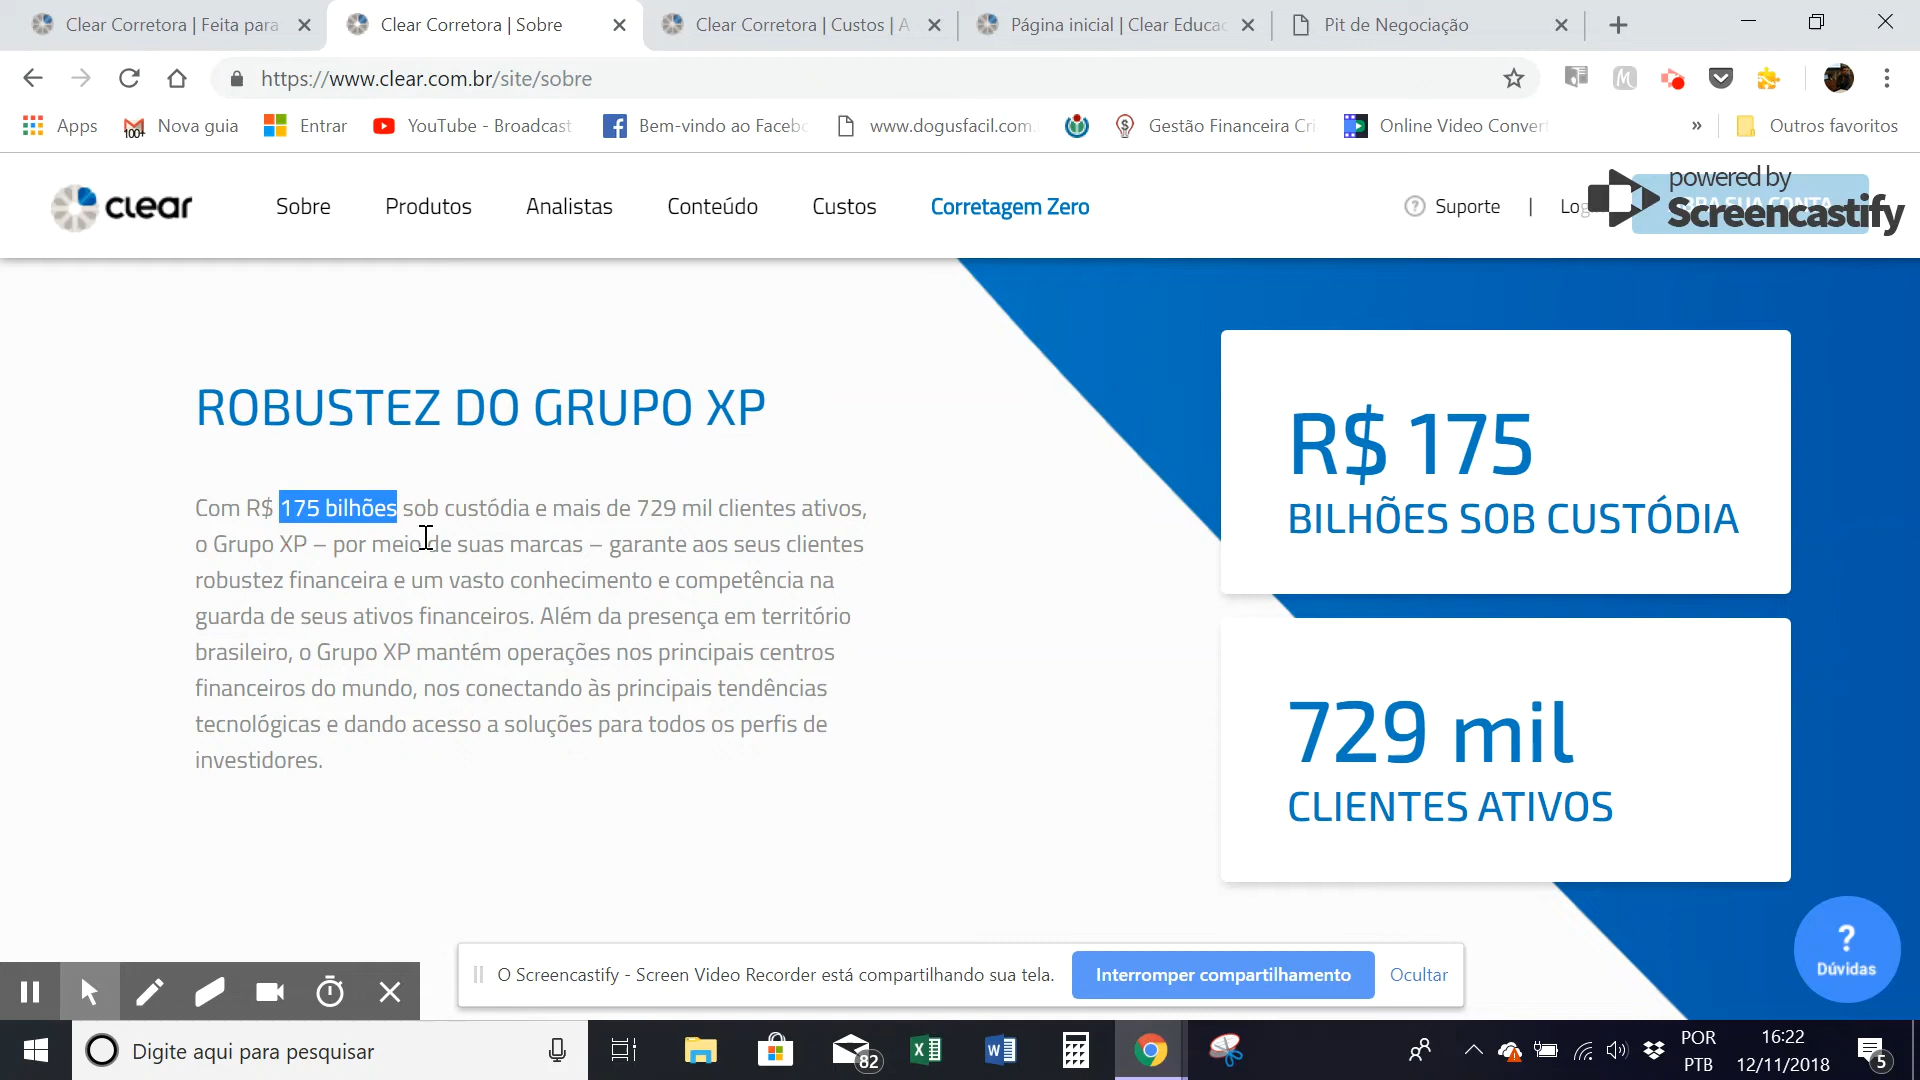 Clear Corretora | Feita para
Clear Corretora | Sobre
Clear Corretora | Custos | A
Página inicial | Clear Educac
Pit de Negociação
https://www.clear.com.br/site/sobre
Apps
100+
Nova guia
Entrar
YouTube - Broadcast
Bem-vindo ao Facebo
www.dogusfacil.com.
Gestão Financeira Cri
Online Video Convert
»
Outros favoritos
clear
Sobre
Produtos
Analistas
Conteúdo
Custos
Corretagem Zero
? Suporte
|
powered by
Screencastify
ROBUSTEZ DO GRUPO XP
Com R$ 175 bilhões sob custódia e mais de 729 mil clientes ativos,
o Grupo XP – por meio de suas marcas – garante aos seus clientes
robustez financeira e um vasto conhecimento e competência na
guarda de seus ativos financeiros. Além da presença em território
brasileiro, o Grupo XP mantém operações nos principais centros
financeiros do mundo, nos conectando às principais tendências
tecnológicas e dando acesso a soluções para todos os perfis de
investidores.
R$ 175
BILHÕES SOB CUSTÓDIA
729 mil
CLIENTES ATIVOS
?
Dúvidas
O Screencastify - Screen Video Recorder está compartilhando sua tela.
Interromper compartilhamento
Ocultar
Digite aqui para pesquisar
82
POR
PTB
16:22
12/11/2018
5